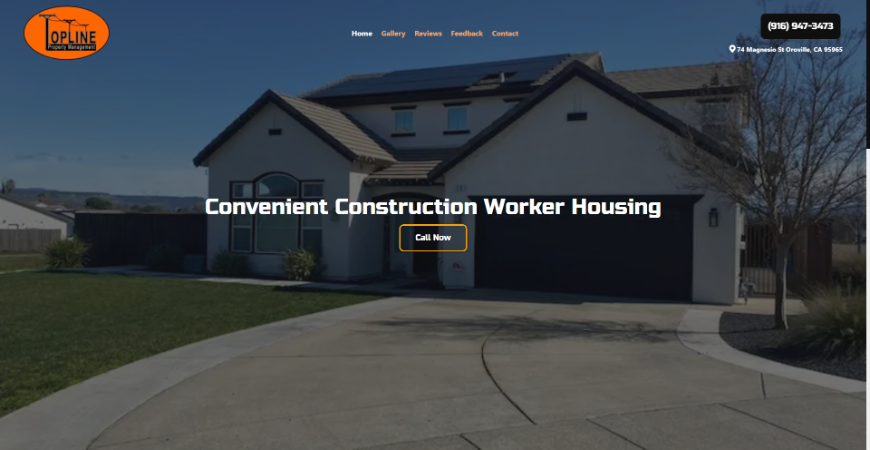 TOPLINE
Property Management
Home Gallery Reviews Feedback Contact
(916) 947-3473
74 Magnesio St Oroville, CA 95965
Convenient Construction Worker Housing
Call Now